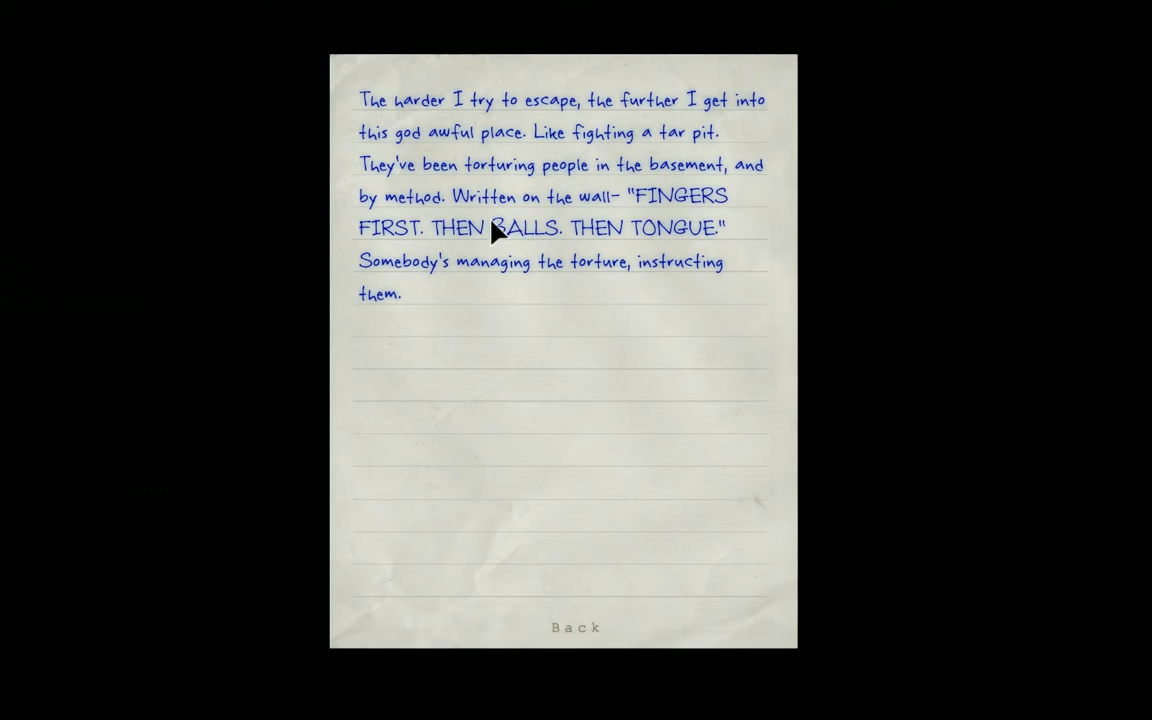 The harder I try to escape, the further I get into
this god awful place. Like fighting a tar pit.
They've been torturing people in the basement, and
by method. Written on the wall- "FINGERS
FIRST. THEN BALLS. THEN TONGUE."
Somebody's managing the torture, instructing
them.
Back